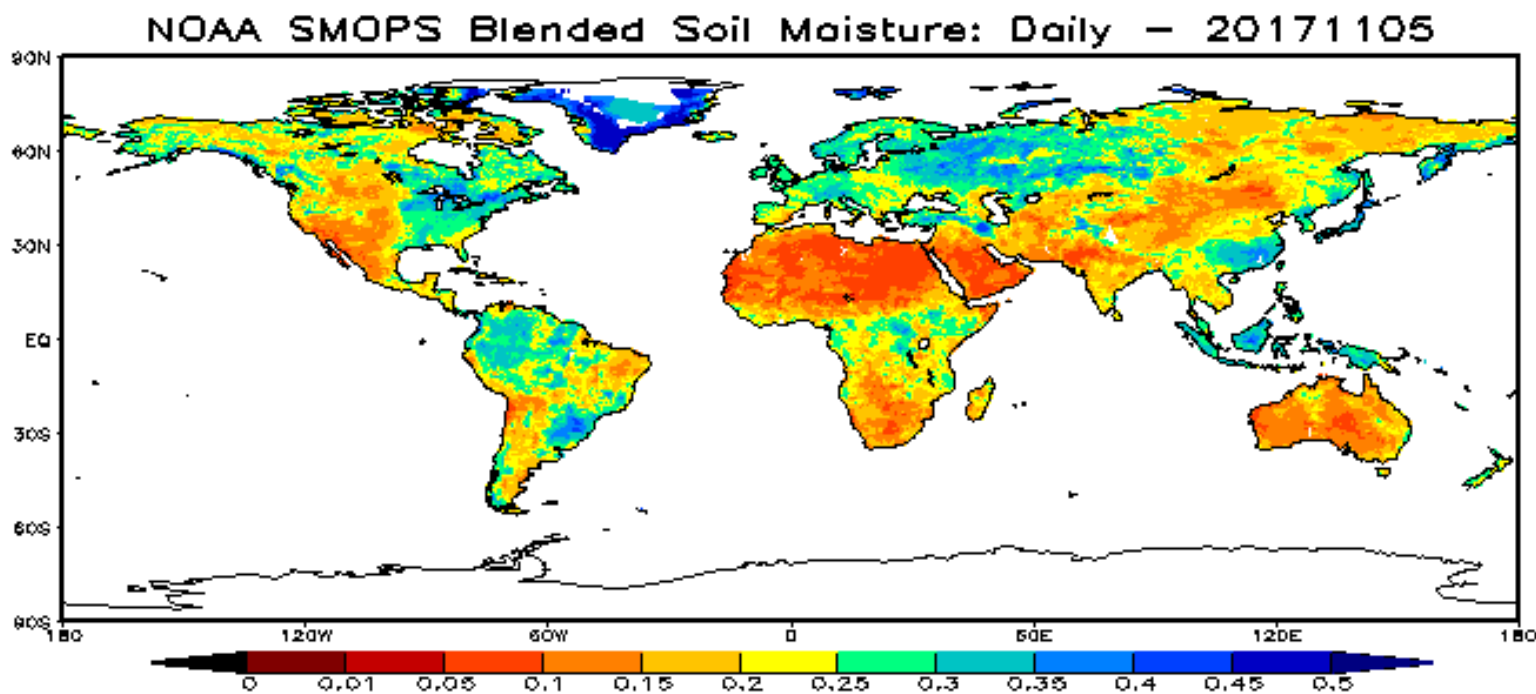 NOAA SMOPS Blended Soil Moisture: Daily - 20171105
90N
60N
30N
EQ
30S
60S
90S
180 120W 60W 0 60E 120E 180
0 0.01 0.05 0.1 0.15 0.2 0.25 0.3 0.35 0.4 0.45 0.5